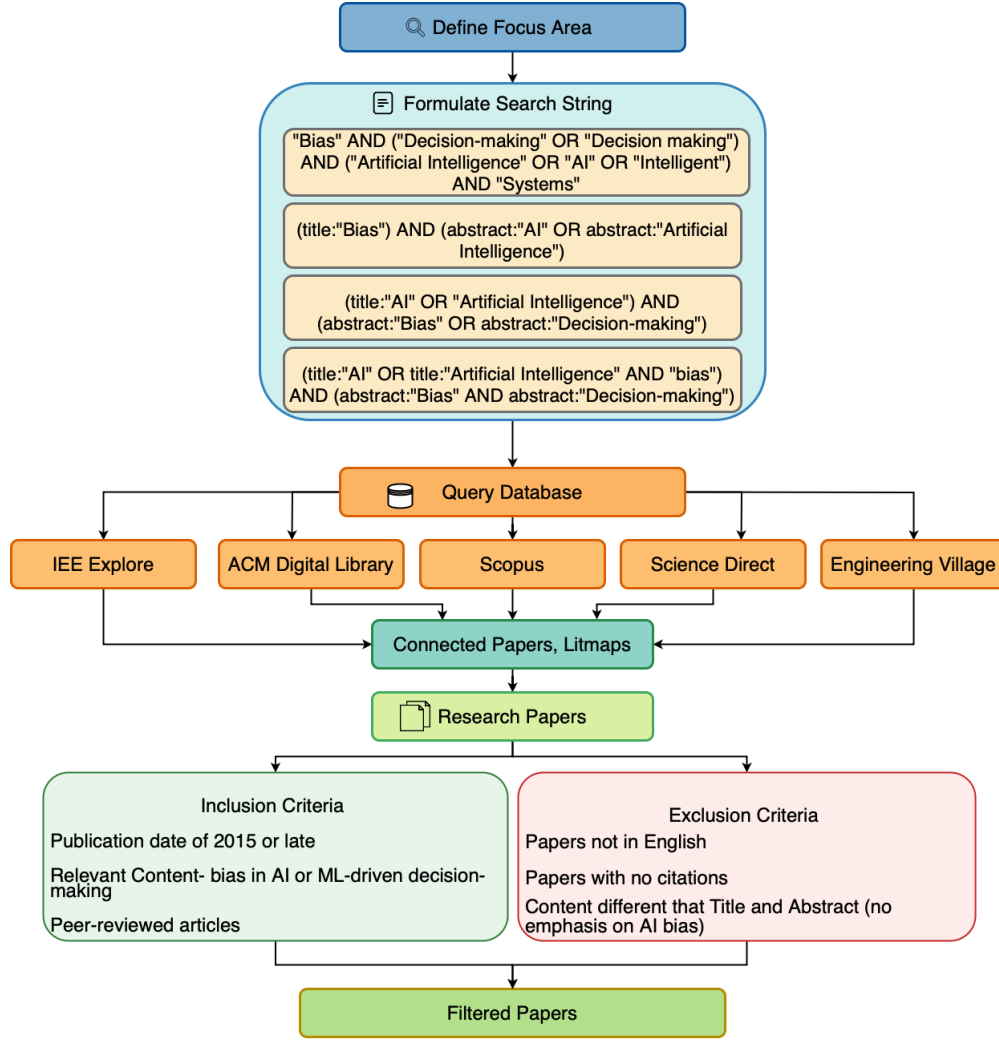 Define Focus Area
Formulate Search String
"Bias" AND ("Decision-making" OR "Decision making")
AND ("Artificial Intelligence" OR "AI" OR "Intelligent")
AND "Systems"
(title:"Bias") AND (abstract:"AI" OR abstract:"Artificial
Intelligence")
(title:"AI" OR "Artificial Intelligence") AND
(abstract:"Bias" OR abstract:"Decision-making")
(title:"AI" OR title:"Artificial Intelligence" AND "bias")
AND (abstract:"Bias" AND abstract:"Decision-making")
Query Database
IEE Explore
ACM Digital Library
Scopus
Science Direct
Engineering Village
Connected Papers, Litmaps
Research Papers
Inclusion Criteria
Publication date of 2015 or late
Relevant Content- bias in AI or ML-driven decision-
making
Peer-reviewed articles
Exclusion Criteria
Papers not in English
Papers with no citations
Content different that Title and Abstract (no
emphasis on AI bias)
Filtered Papers